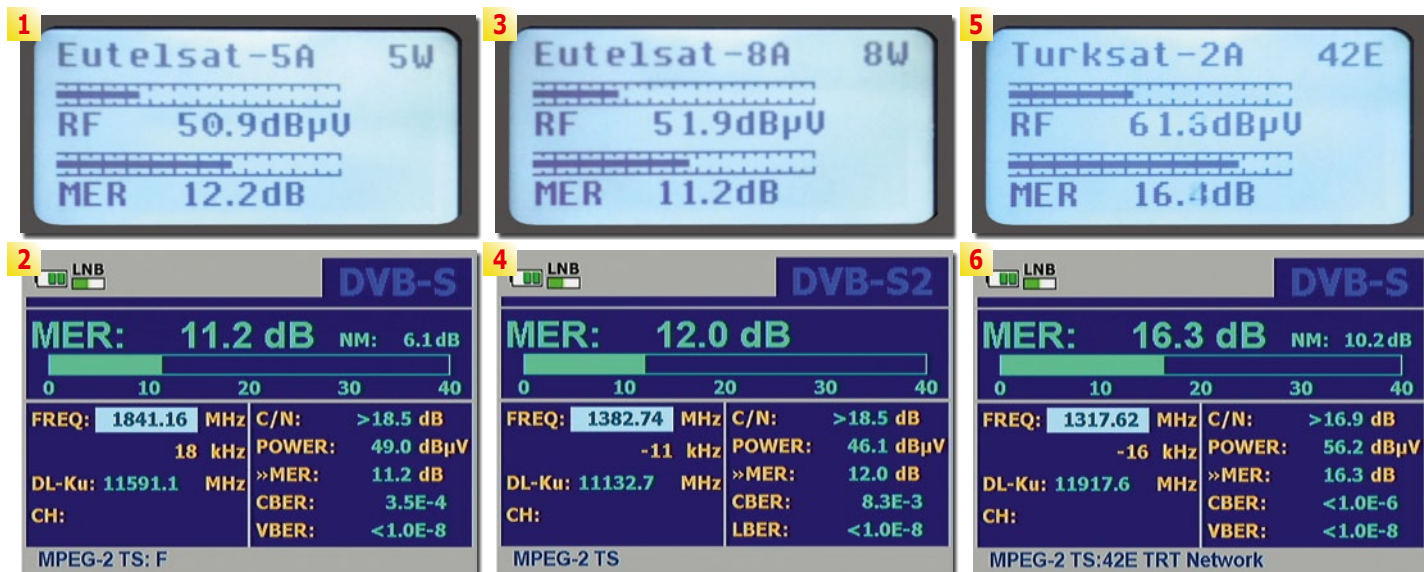 1
Eutelsat-5A 5W
RF 50.9dBµV
MER 12.2dB
3
Eutelsat-8A 8W
RF 51.9dBµV
MER 11.2dB
5
Turksat-2A 42E
RF
MER 16.4dB
2
LNB
DVB-S
MER: 11.2 dB NM: 6.1dB
0 10 20 30 40
FREQ: 1841.16 MHz
18 kHz
DL-Ku: 11591.1 MHz
CH:
C/N: >18.5 dB
POWER: 49.0 dBµV
»MER: 11.2 dB
CBER: 3.5E-4
VBER: <1.0E-8
MPEG-2 TS: F
4
LNB
DVB-S2
MER: 12.0 dB
0 10 20 30 40
FREQ: 1382.74 MHz
-11 kHz
DL-Ku: 11132.7 MHz
CH:
C/N: >18.5 dB
POWER: 46.1 dBµV
»MER: 12.0 dB
CBER: 8.3E-3
LBER: <1.0E-8
MPEG-2 TS
6
LNB
DVB-S
MER: 16.3 dB NM: 10.2dB
0 10 20 30 40
FREQ: 1317.62 MHz
-16 kHz
DL-Ku: 11917.6 MHz
CH:
C/N: >16.9 dB
POWER: 56.2 dBµV
»MER: 16.3 dB
CBER: <1.0E-6
VBER: <1.0E-8
MPEG-2 TS:42E TRT Network